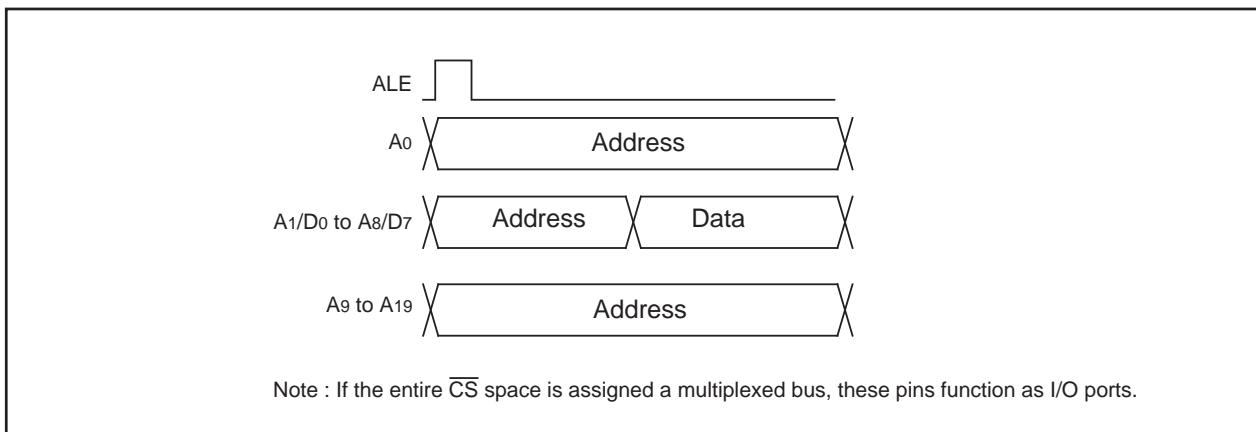 ALE
A0 Address
A1/D0 to A8/D7 Address Data
A9 to A19 Address
Note : If the entire C̅S̅ space is assigned a multiplexed bus, these pins function as I/O ports.